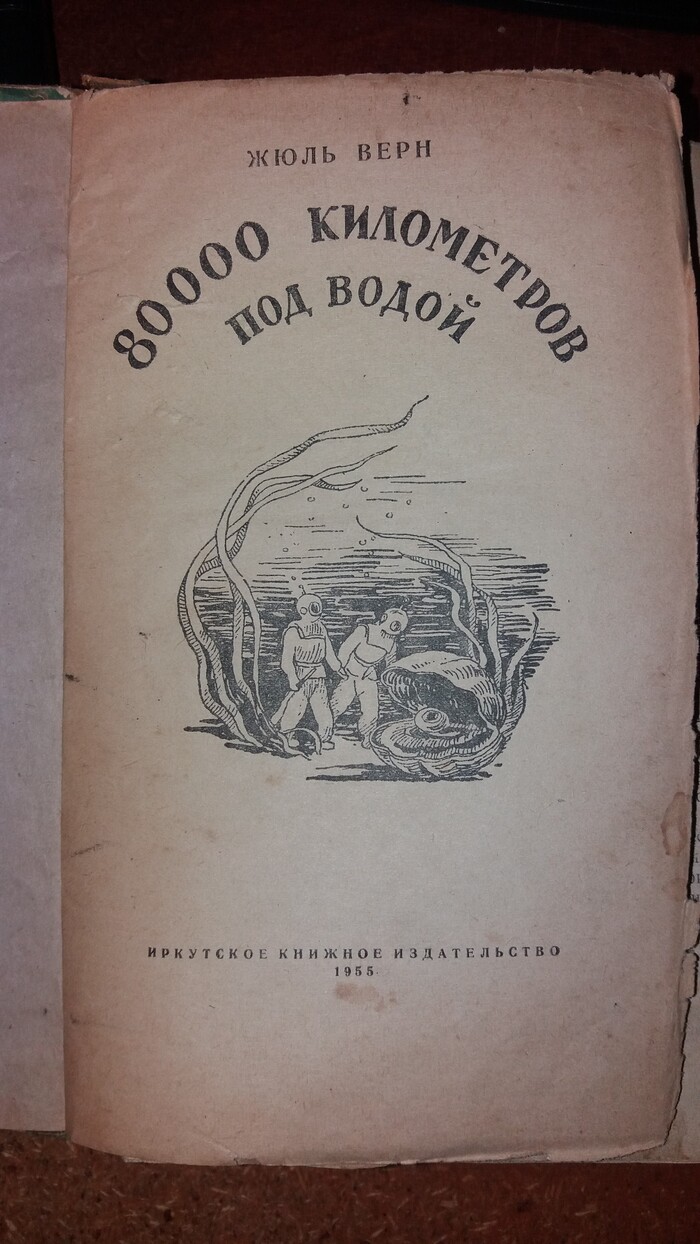 ЖЮЛЬ ВЕРН
80000 КИЛОМЕТРОВ
ПОД ВОДОЙ
ИРКУТСКОЕ КНИЖНОЕ ИЗДАТЕЛЬСТВО
1955